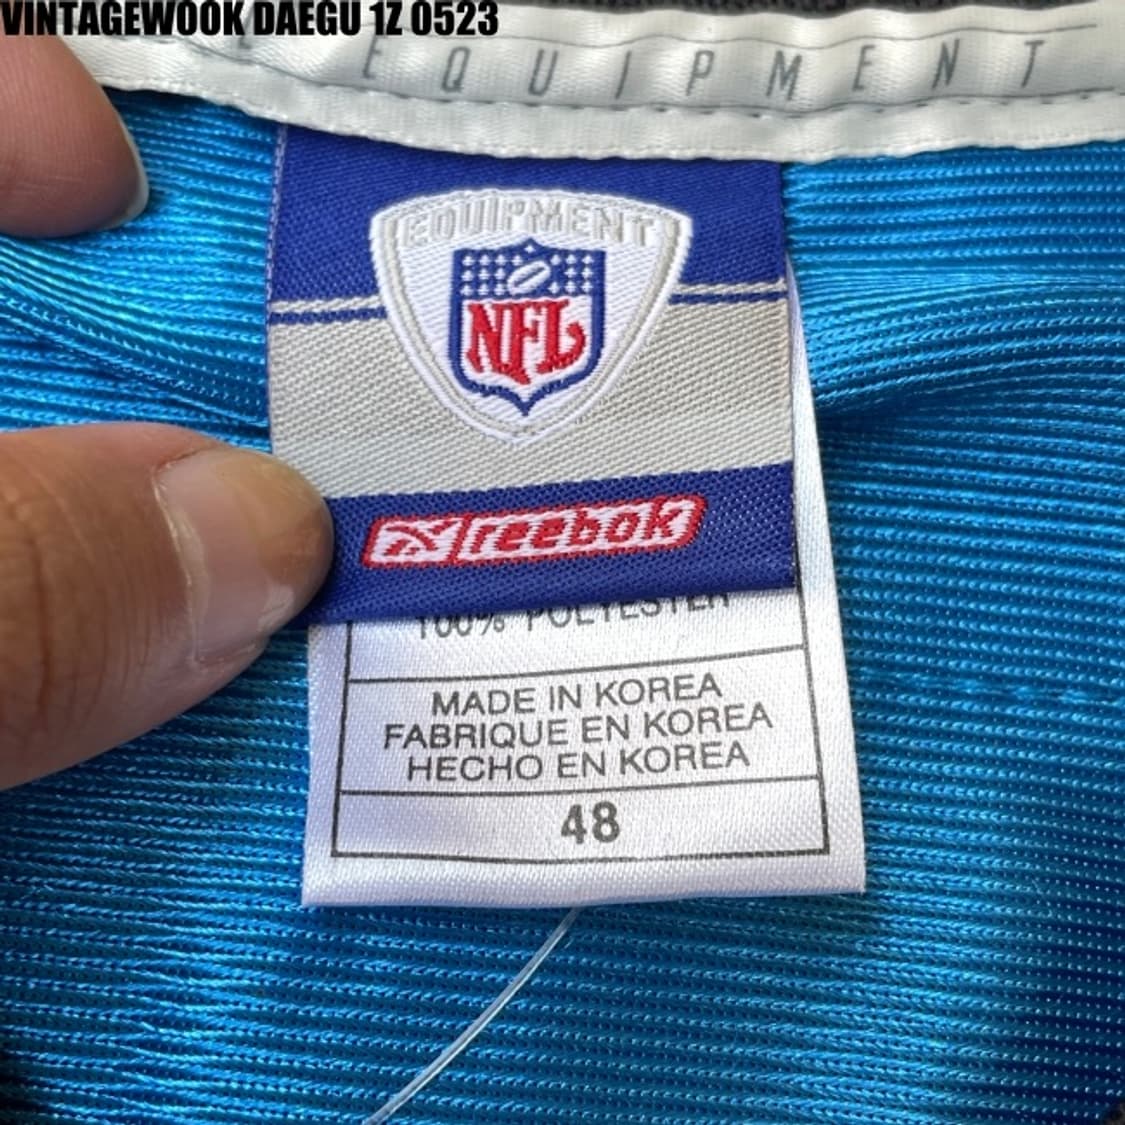 VINTAGEWOOK DAEGU 1Z 0523
EQUIPMENT
EQUIPMENT
NFL
reebok
100% POLYESTER
MADE IN KOREA
FABRIQUE EN KOREA
HECHO EN KOREA
48